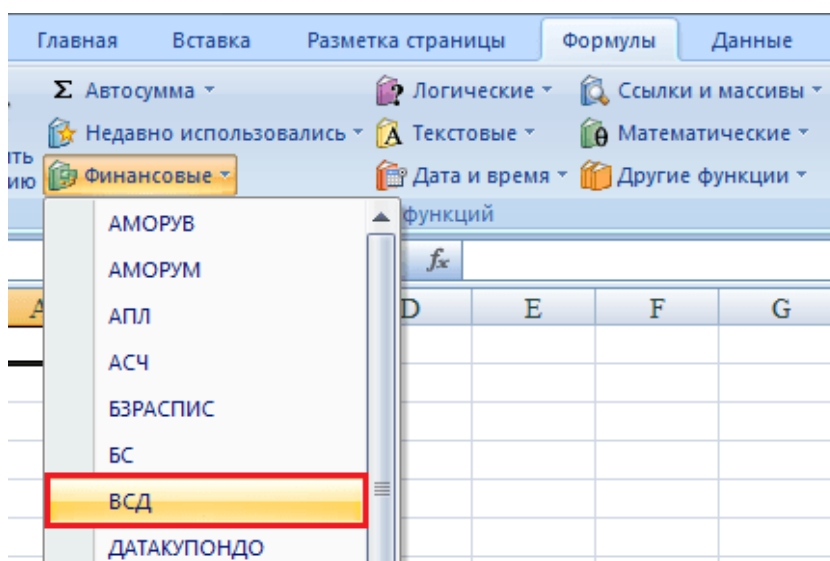 Главная Вставка Разметка страницы Формулы Данные
Σ Автосумма Логические Ссылки и массивы
Недавно использовались Текстовые Математические
Финансовые Дата и время Другие функции
функций
АМОРУВ
fx
АМОРУМ
D E F G
АПЛ
АСЧ
БЗРАСПИС
БС
ВСД
ДАТАКУПОНДО